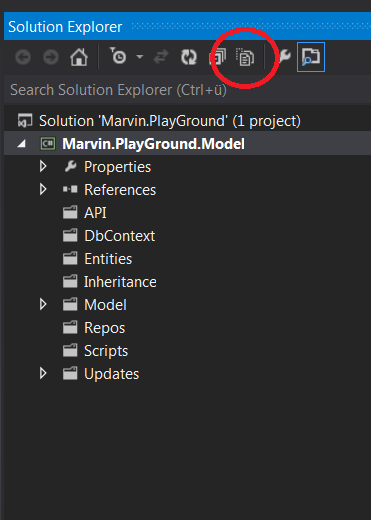 Solution Explorer
Search Solution Explorer (Ctrl+ü)
Solution 'Marvin.PlayGround' (1 project)
C# Marvin.PlayGround.Model
Properties
References
API
DbContext
Entities
Inheritance
Model
Repos
Scripts
Updates